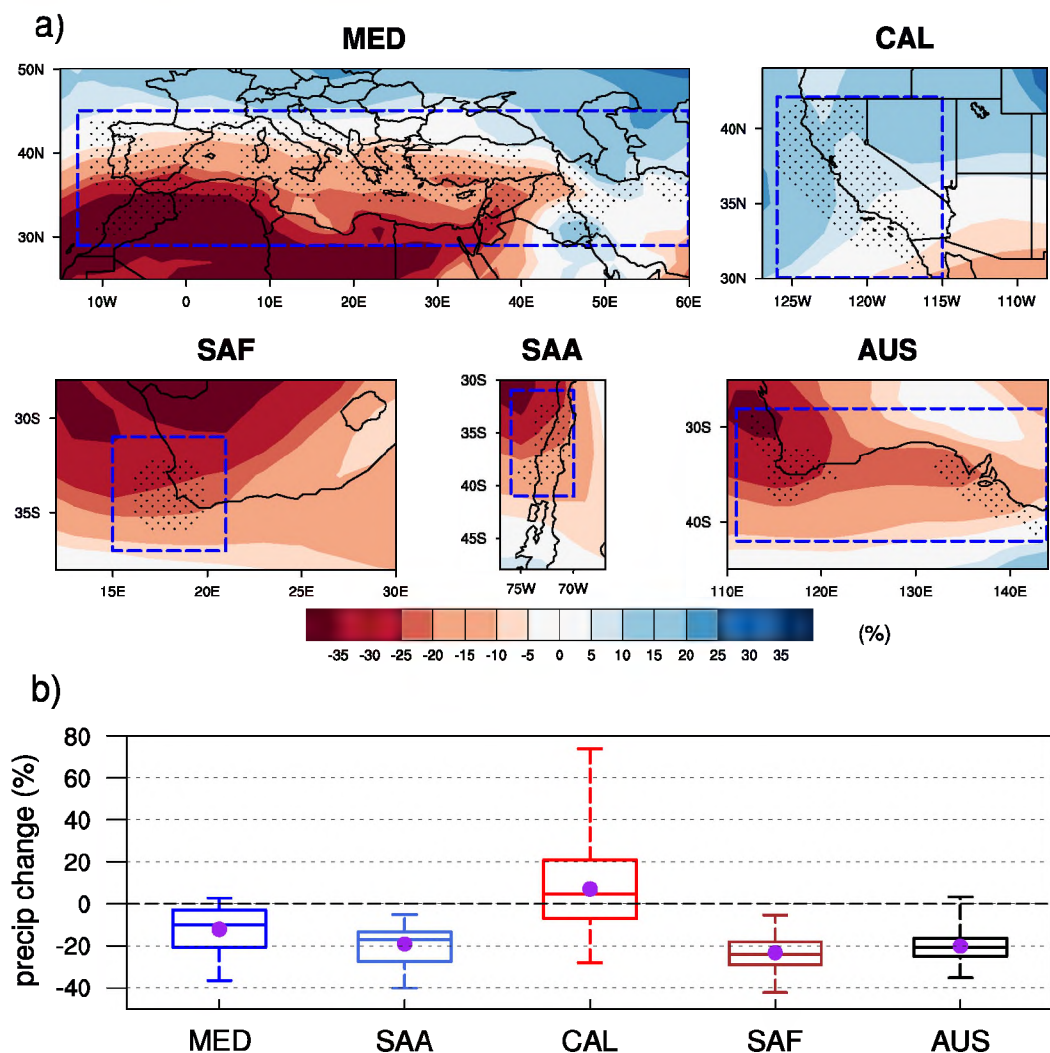 a)
MED
CAL
50N
40N
30N
10W 0 10E 20E 30E 40E 50E 60E
40N
35N
30N
125W 120W 115W 110W
SAF
SAA
AUS
30S
35S
15E 20E 25E 30E
30S
35S
40S
45S
75W 70W
30S
40S
110E 120E 130E 140E
-35 -30 -25 -20 -15 -10 -5 0 5 10 15 20 25 30 35
(%)
b)
precip change (%)
80
60
40
20
0
-20
-40
MED SAA CAL SAF AUS